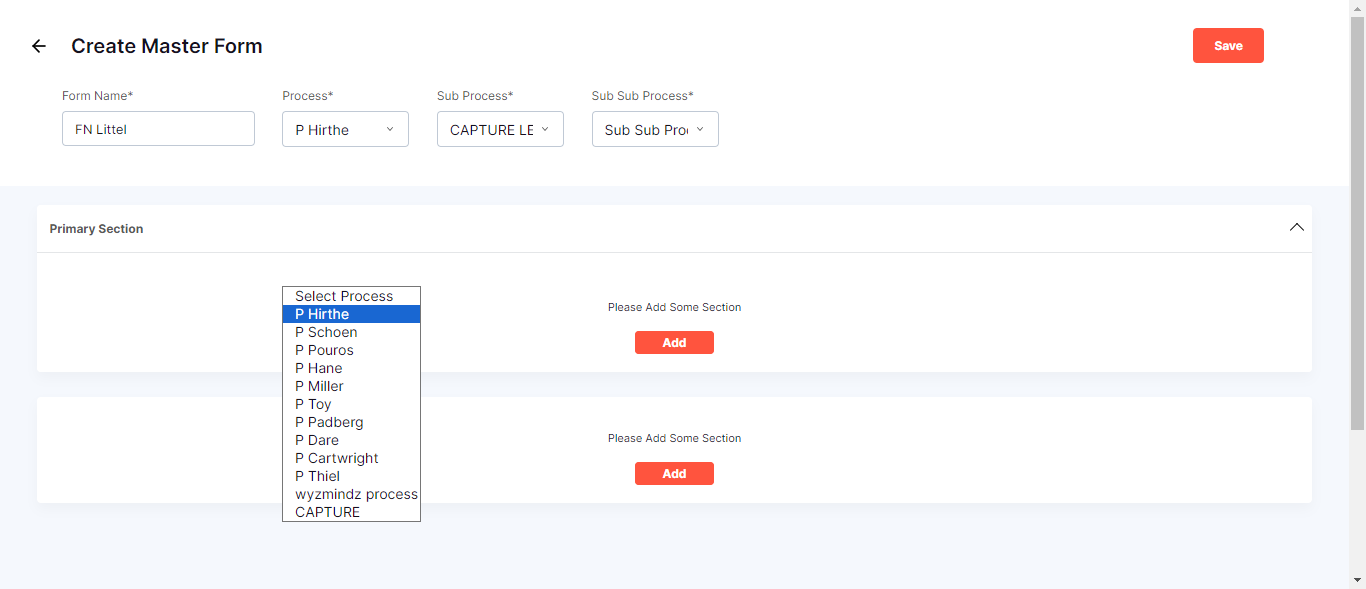 Create Master Form
Save
Form Name*
Process*
Sub Process*
Sub Sub Process*
FN Littel
P Hirthe
CAPTURE LE
Sub Sub Pro
Primary Section
Please Add Some Section
Add
Select Process
P Hirthe
P Schoen
P Pouros
P Hane
P Miller
P Toy
P Padberg
P Dare
P Cartwright
P Thiel
wyzmindz process
CAPTURE
Please Add Some Section
Add